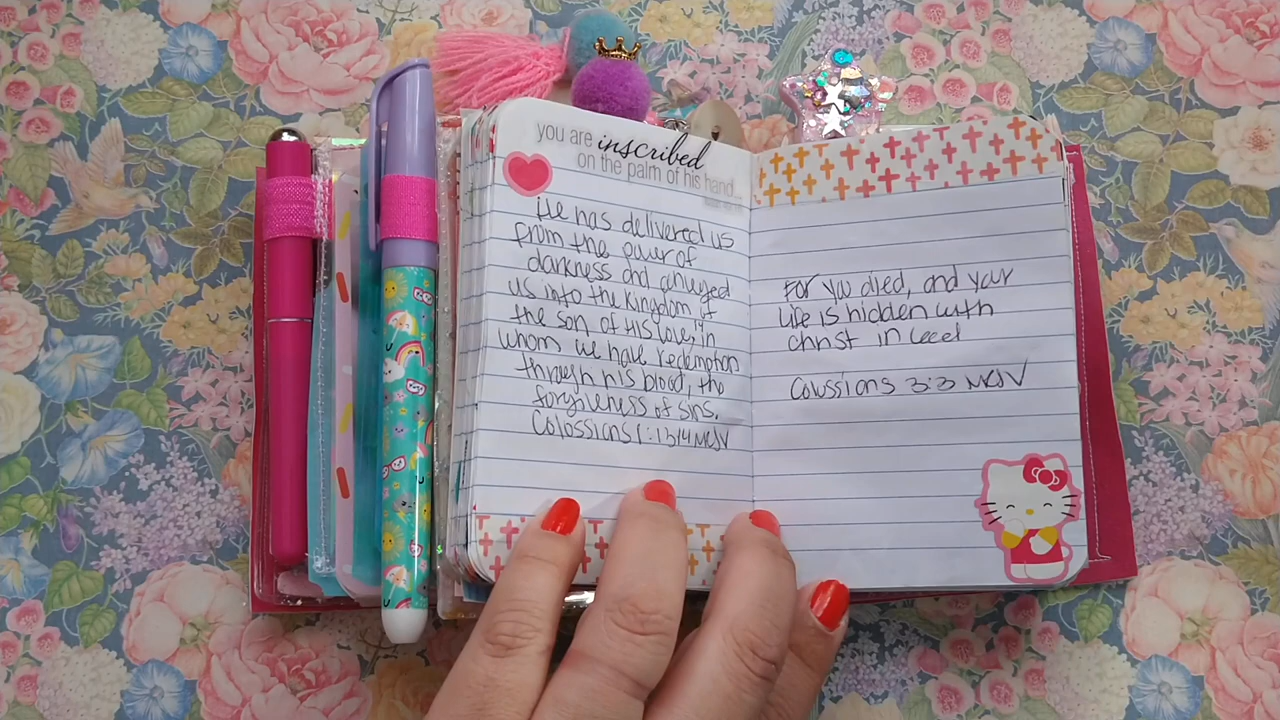 you are inscribed
on the palm of his hand...
He has delivered us
from the power of
darkness and conveyed
us into the kingdom of
the son of His love, in
whom we have redemption
through his blood, the
forgiveness of sins.
Colossians 1:13-14 NKJV
For you died, and your
life is hidden with
christ in God
Colossians 3:3 NKJV